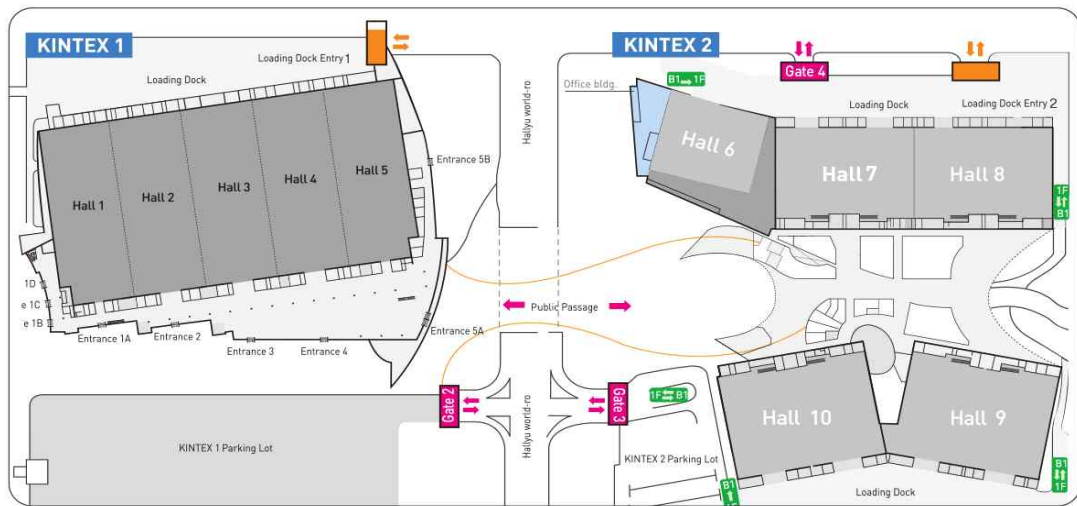 KINTEX 1
Loading Dock Entry 1
Loading Dock
Hall 1
Hall 2
Hall 3
Hall 4
Hall 5
Entrance 5B
1D
e 1C
e 1B
Entrance 1A
Entrance 2
Entrance 3
Entrance 4
Entrance 5A
KINTEX 1 Parking Lot
Gate 2
Hallyu world-ro
Public Passage
Hallyu world-ro
Gate 3
KINTEX 2
Gate 4
Office bldg.
B1 1F
Loading Dock
Loading Dock Entry 2
Hall 6
Hall 7
Hall 8
1F
B1
1F B1
Hall 10
Hall 9
KINTEX 2 Parking Lot
B1
1F
Loading Dock
B1
1F